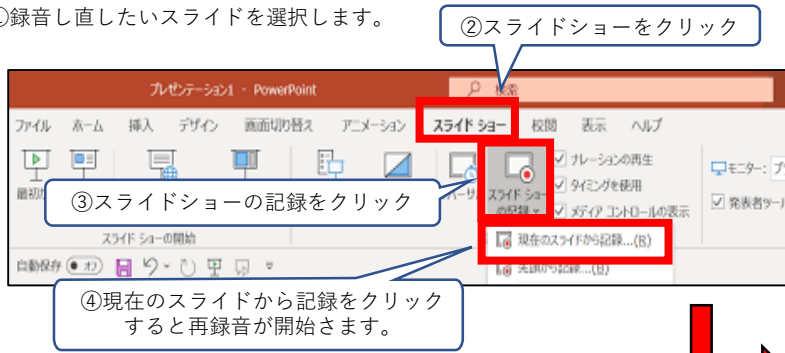 ①録音し直したいスライドを選択します。
②スライドショーをクリック
プレゼンテーション1 - PowerPoint
検索
ファイル ホーム 挿入 デザイン 画面切り替え アニメーション スライド ショー 校閲 表示 ヘルプ
ナレーションの再生
モニター:
タイミングを使用
メディア コントロールの表示
発表者ツール
スライド ショー
の記録
③スライドショーの記録をクリック
スライド ショーの開始
現在のスライドから記録...(R)
先頭から記録...(B)
自動保存 オフ
④現在のスライドから記録をクリック
すると再録音が開始さます。